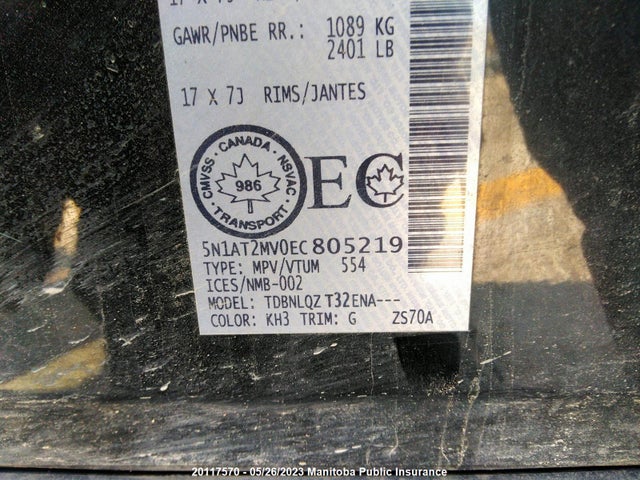 17 X 7J
GAWR/PNBE RR.: 1089 KG
2401 LB
17 X 7J RIMS/JANTES
CMVSS · CANADA · NSVAC
986
TRANSPORT
EC
5N1AT2MV0EC805219
TYPE: MPV/VTUM 554
ICES/NMB-002
MODEL: TDBNLQZ T32ENA---
COLOR: KH3 TRIM: G ZS70A
20117570 - 05/26/2023 Manitoba Public Insurance